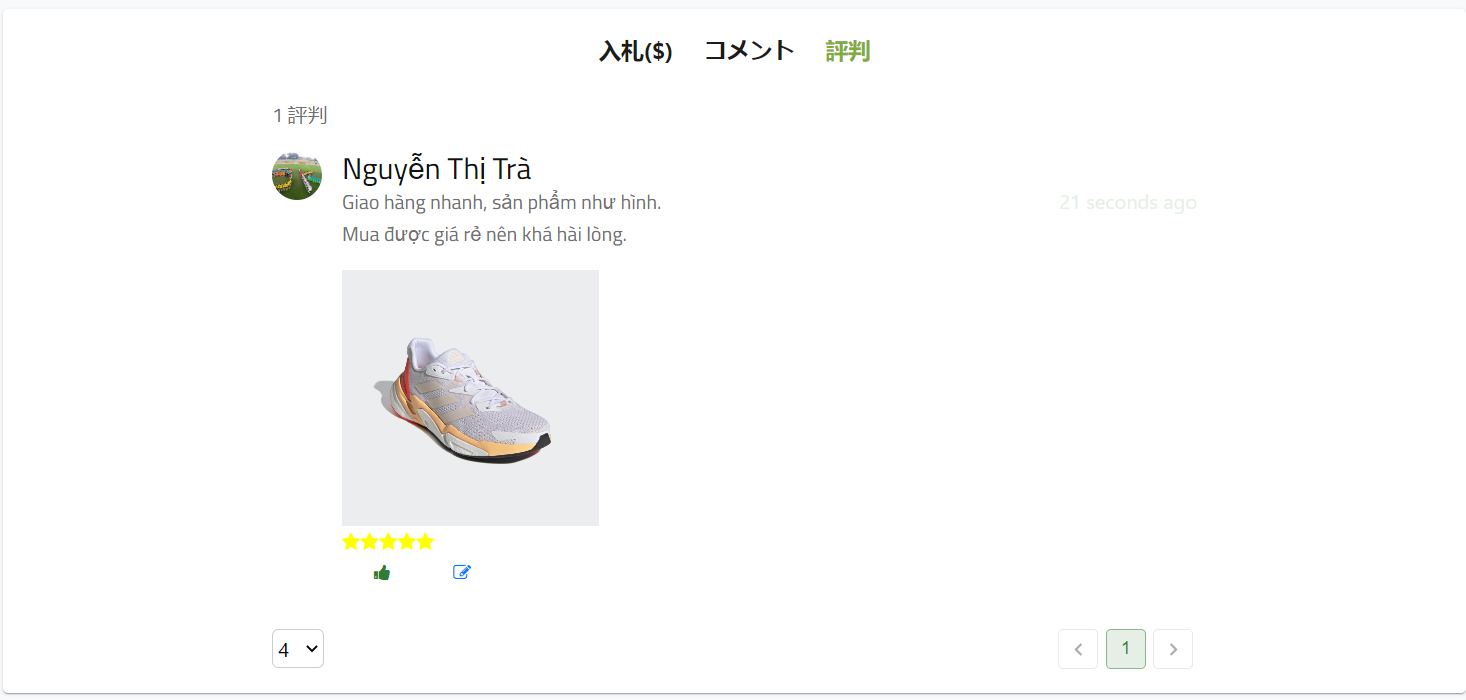 入札($) コメント 評判
1 評判
Nguyễn Thị Trà
Giao hàng nhanh, sản phẩm như hình.
21 seconds ago
Mua được giá rẻ nên khá hài lòng.
4
1